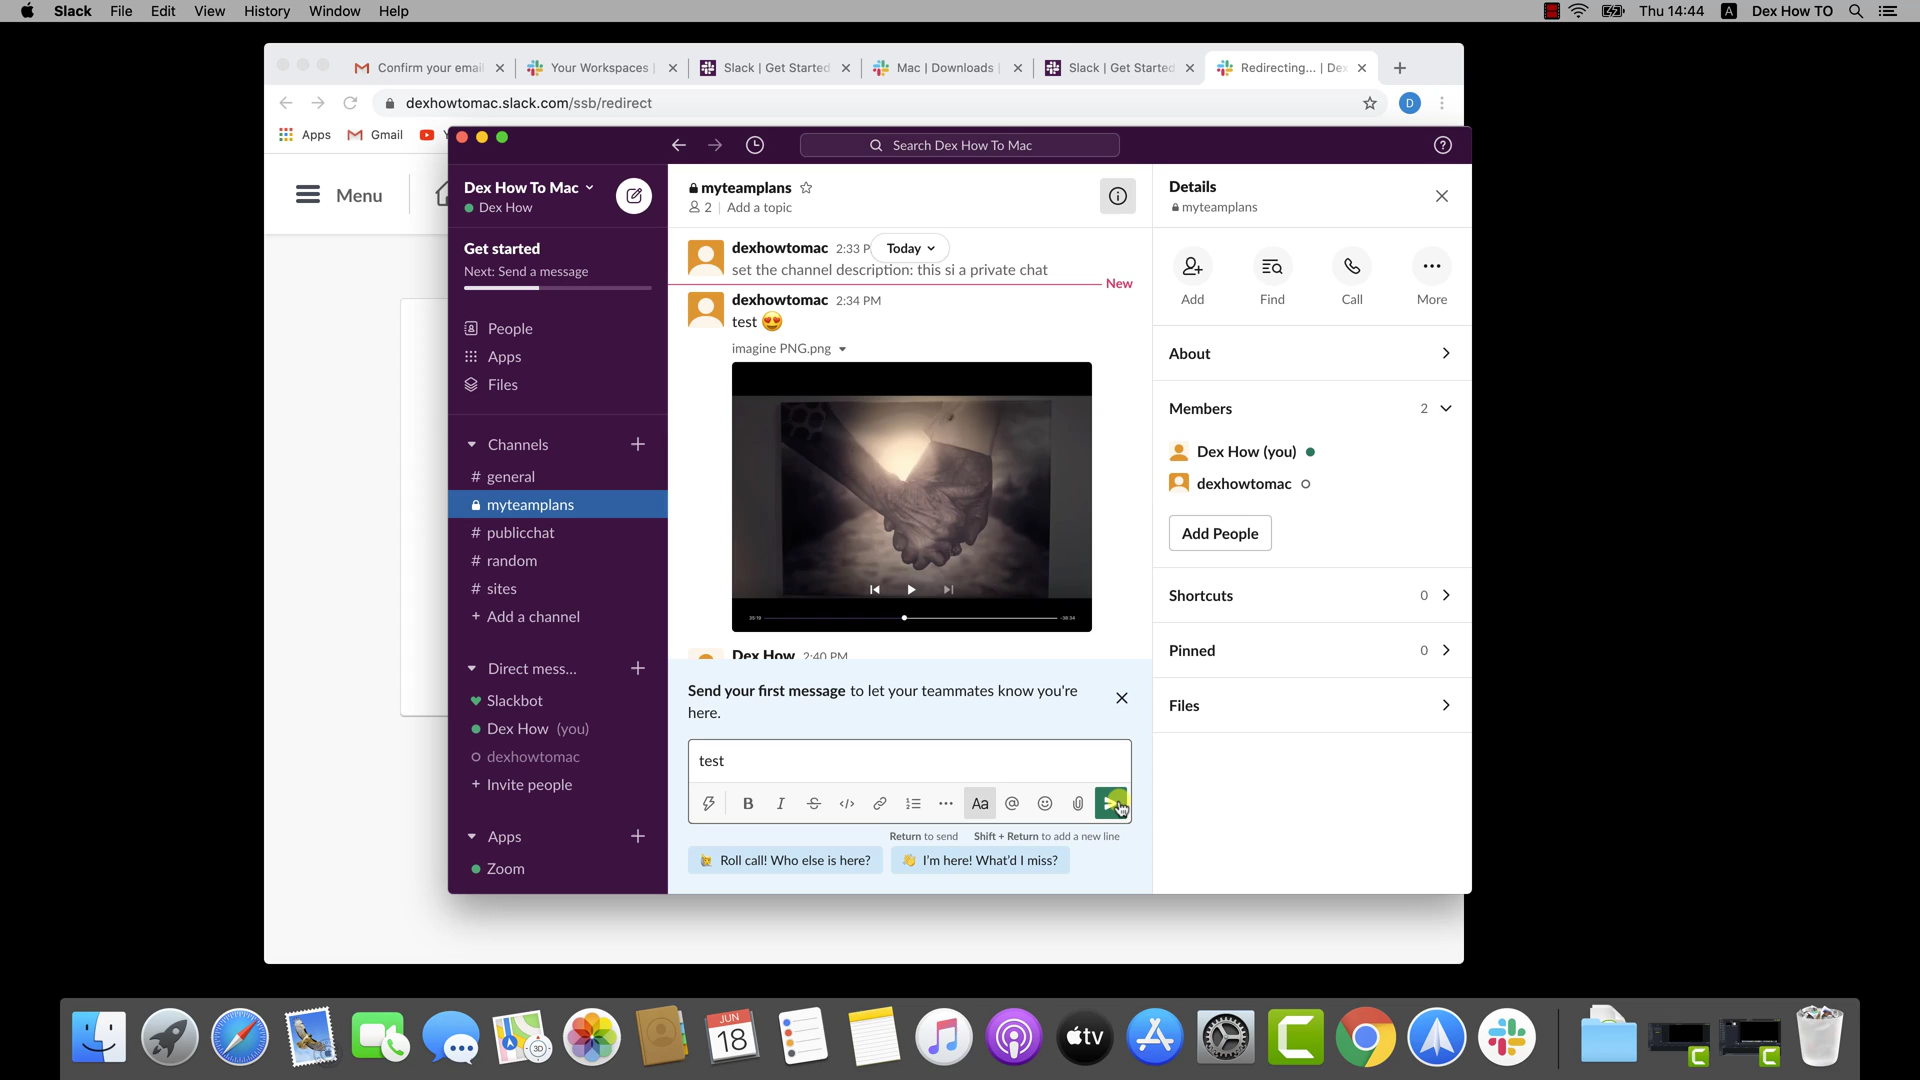 Slack File Edit View History Window Help
Thu 14:44 A Dex How TO
Confirm your email
Your Workspaces |
Slack | Get Started
Mac | Downloads |
Slack | Get Started
Redirecting... | Dex
dexhowtomac.slack.com/ssb/redirect
D
Apps Gmail Y
Menu
Search Dex How To Mac
Dex How To Mac
Dex How
Get started
Next: Send a message
People
Apps
Files
Channels
# general
myteamplans
# publicchat
# random
# sites
+ Add a channel
Direct mess...
Slackbot
Dex How (you)
dexhowtomac
+ Invite people
Apps
Zoom
myteamplans
2 | Add a topic
dexhowtomac 2:33 P
Today
set the channel description: this si a private chat
New
dexhowtomac 2:34 PM
test 😍
imagine PNG.png
Dex How 2:40 PM
Send your first message to let your teammates know you're
here.
test
B I S </> Aa @
Return to send Shift + Return to add a new line
🙋 Roll call! Who else is here?
👋 I'm here! What'd I miss?
Details
myteamplans
Add Find Call More
About
Members 2
Dex How (you)
dexhowtomac
Add People
Shortcuts 0
Pinned 0
Files
JUN
18
3D
tv